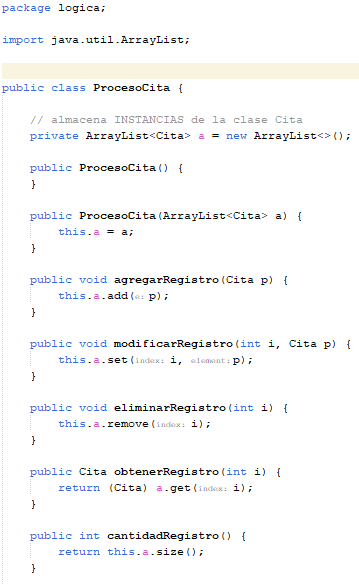 package logica;
import java.util.ArrayList;
public class ProcesoCita {
// almacena INSTANCIAS de la clase Cita
private ArrayList<Cita> a = new ArrayList<>();
public ProcesoCita() {
}
public ProcesoCita(ArrayList<Cita> a) {
this.a = a;
}
public void agregarRegistro(Cita p) {
this.a.add(e: p);
}
public void modificarRegistro(int i, Cita p) {
this.a.set(index: i, element: p);
}
public void eliminarRegistro(int i) {
this.a.remove(index: i);
}
public Cita obtenerRegistro(int i) {
return (Cita) a.get(index: i);
}
public int cantidadRegistro() {
return this.a.size();
}